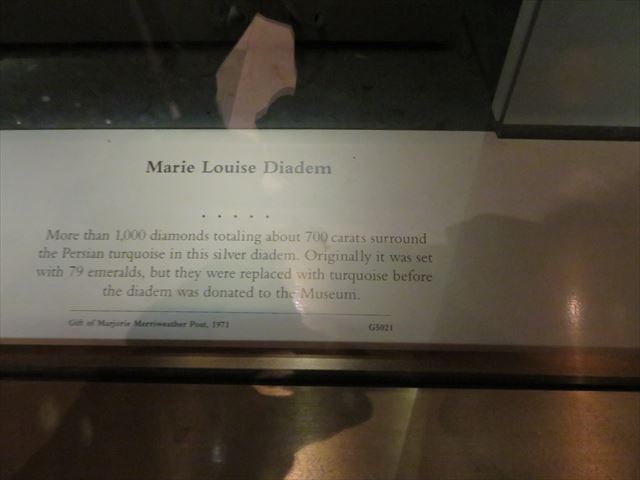 Marie Louise Diadem
. . . . .
More than 1,000 diamonds totaling about 700 carats surround
the Persian turquoise in this silver diadem. Originally it was set
with 79 emeralds, but they were replaced with turquoise before
the diadem was donated to the Museum.
Gift of Marjorie Merriweather Post, 1971 G5021